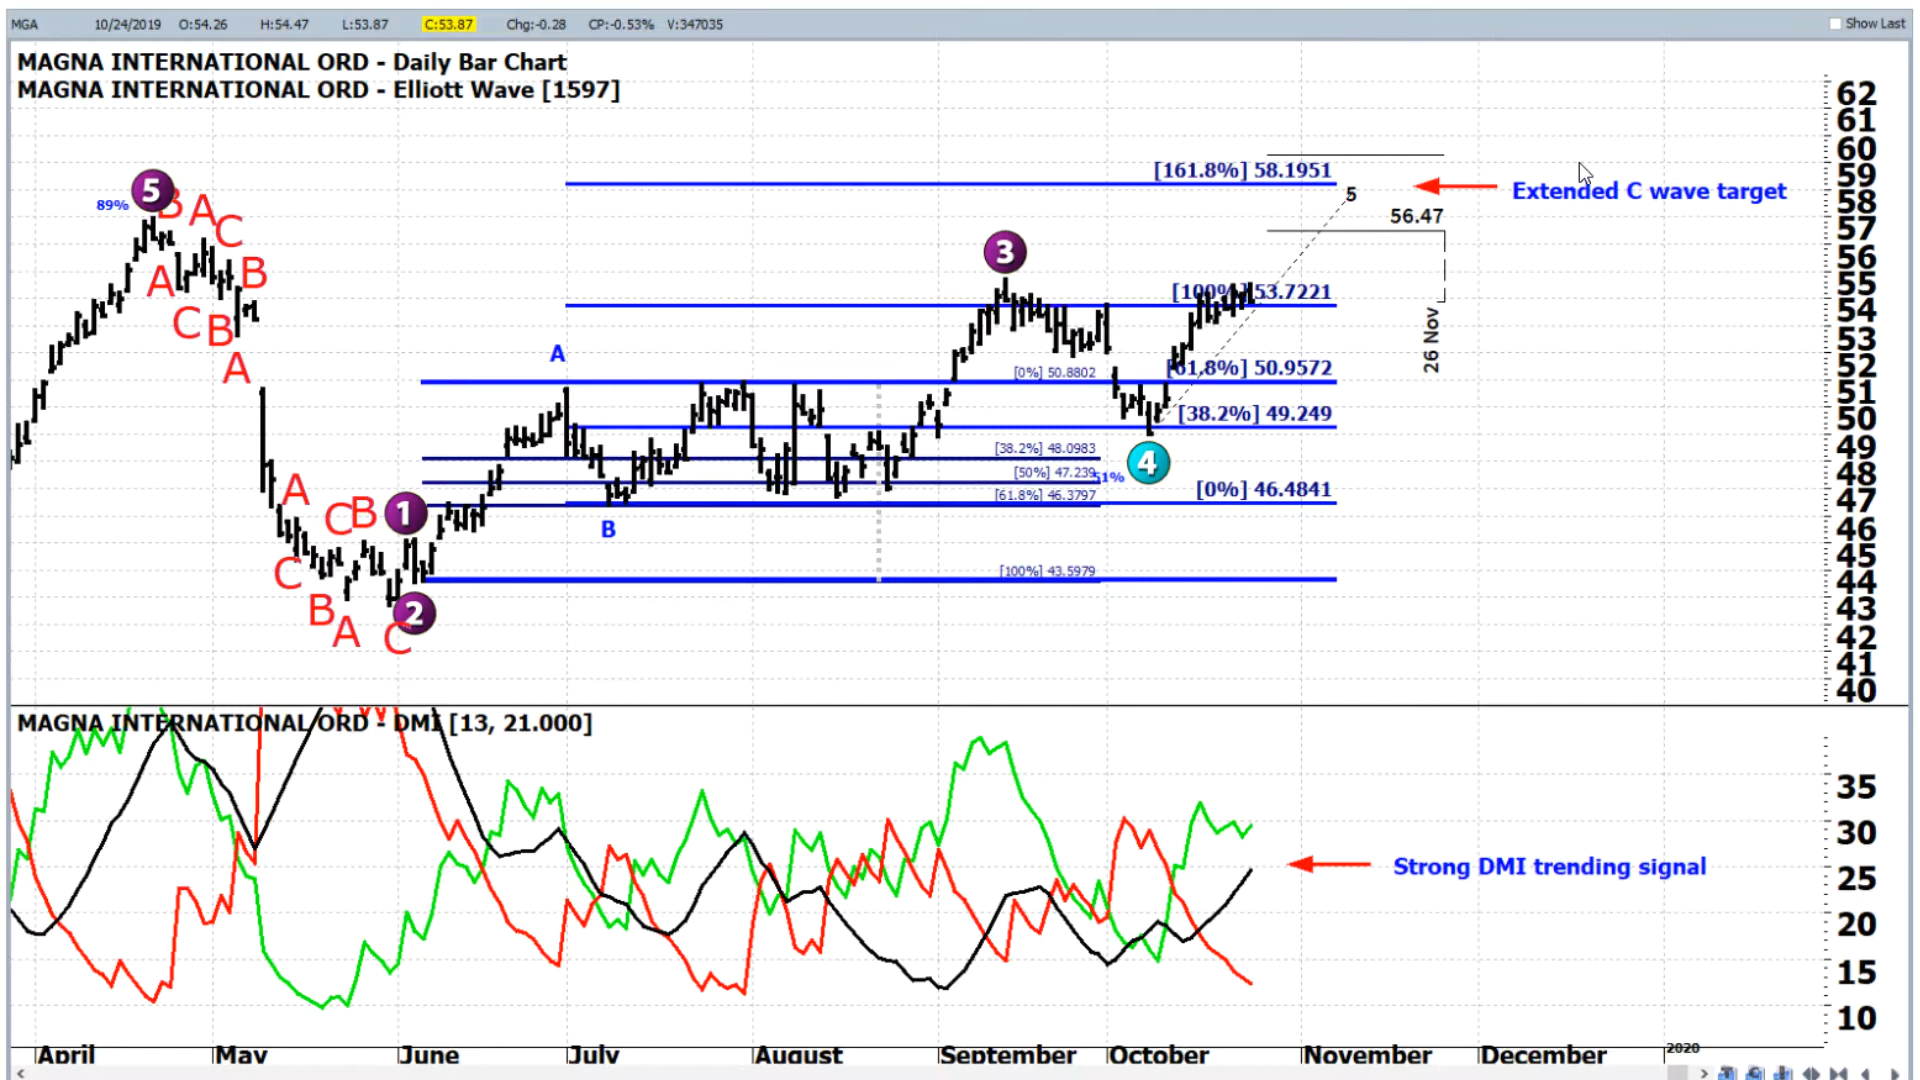 MGA 10/24/2019 O:54.26 H:54.47 L:53.87 C:53.87 Chg:-0.28 CP:-0.53% V:347035 Show Last
MAGNA INTERNATIONAL ORD - Daily Bar Chart
MAGNA INTERNATIONAL ORD - Elliott Wave [1597]
62
61
60
59
58
57
56
55
54
53
52
51
50
49
48
47
46
45
44
43
42
41
40
5
89%
B
A
C
A
B
C
B
A
A
C
B
C
B
A
C
1
2
A
B
3
4
51%
[161.8%] 58.1951
5
Extended C wave target
56.47
[100%] 53.7221
26 Nov
[0%] 50.8802
[61.8%] 50.9572
[38.2%] 49.249
[38.2%] 48.0983
[50%] 47.239
[61.8%] 46.3797
[0%] 46.4841
[100%] 43.5979
MAGNA INTERNATIONAL ORD - DMI [13, 21.000]
35
30
25
20
15
10
Strong DMI trending signal
April May June July August September October November December 2020